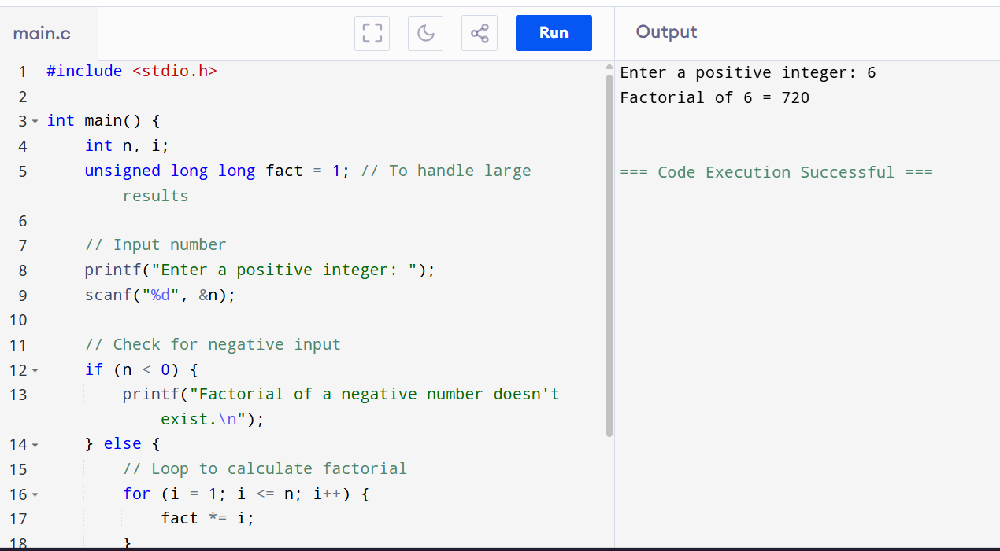 main.c
Run
Output
1 #include <stdio.h>
2
3 int main() {
4     int n, i;
5     unsigned long long fact = 1; // To handle large
            results
6
7     // Input number
8     printf("Enter a positive integer: ");
9     scanf("%d", &n);
10
11     // Check for negative input
12     if (n < 0) {
13         printf("Factorial of a negative number doesn't
                exist.\n");
14     } else {
15         // Loop to calculate factorial
16         for (i = 1; i <= n; i++) {
17             fact *= i;
18         }
Enter a positive integer: 6
Factorial of 6 = 720
=== Code Execution Successful ===